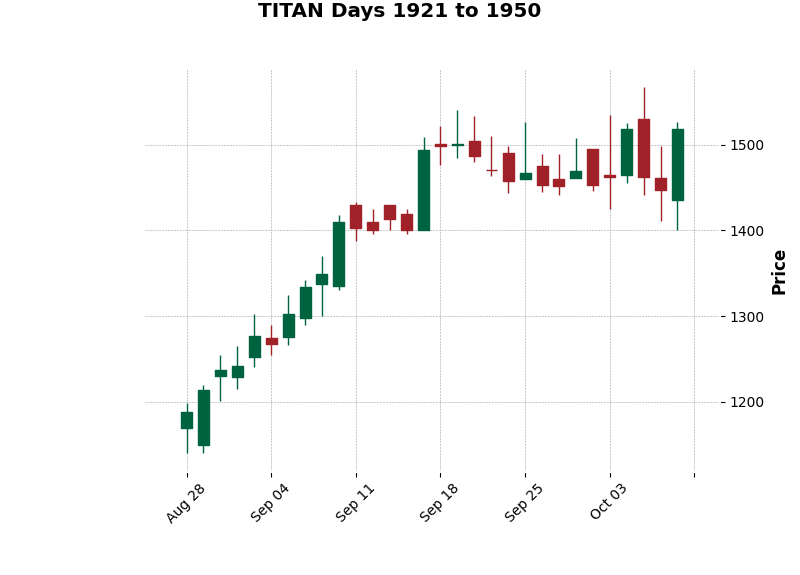 TITAN Days 1921 to 1950
1500
1400
1300
1200
Price
Aug 28
Sep 04
Sep 11
Sep 18
Sep 25
Oct 03